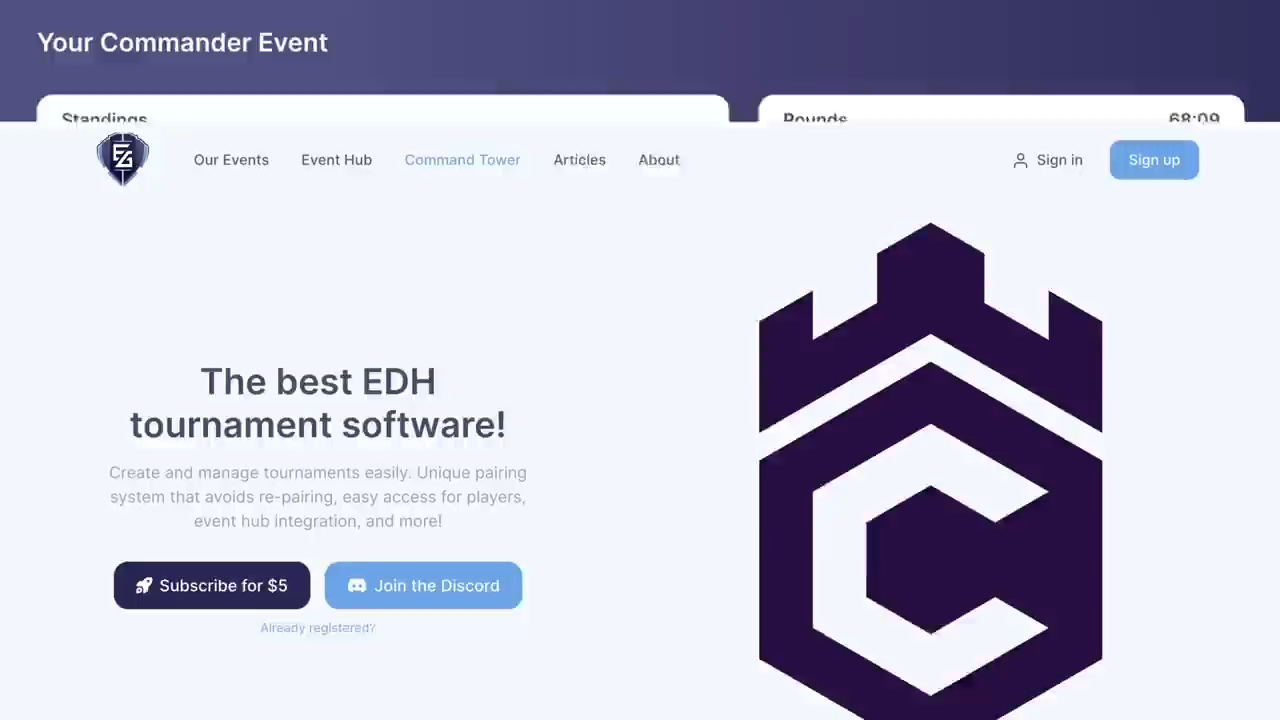 Your Commander Event
Standings
Rounds
68:09
EG
Our Events
Event Hub
Command Tower
Articles
About
Sign in
Sign up
The best EDH
tournament software!
Create and manage tournaments easily. Unique pairing
system that avoids re-pairing, easy access for players,
event hub integration, and more!
Subscribe for $5
Join the Discord
Already registered?